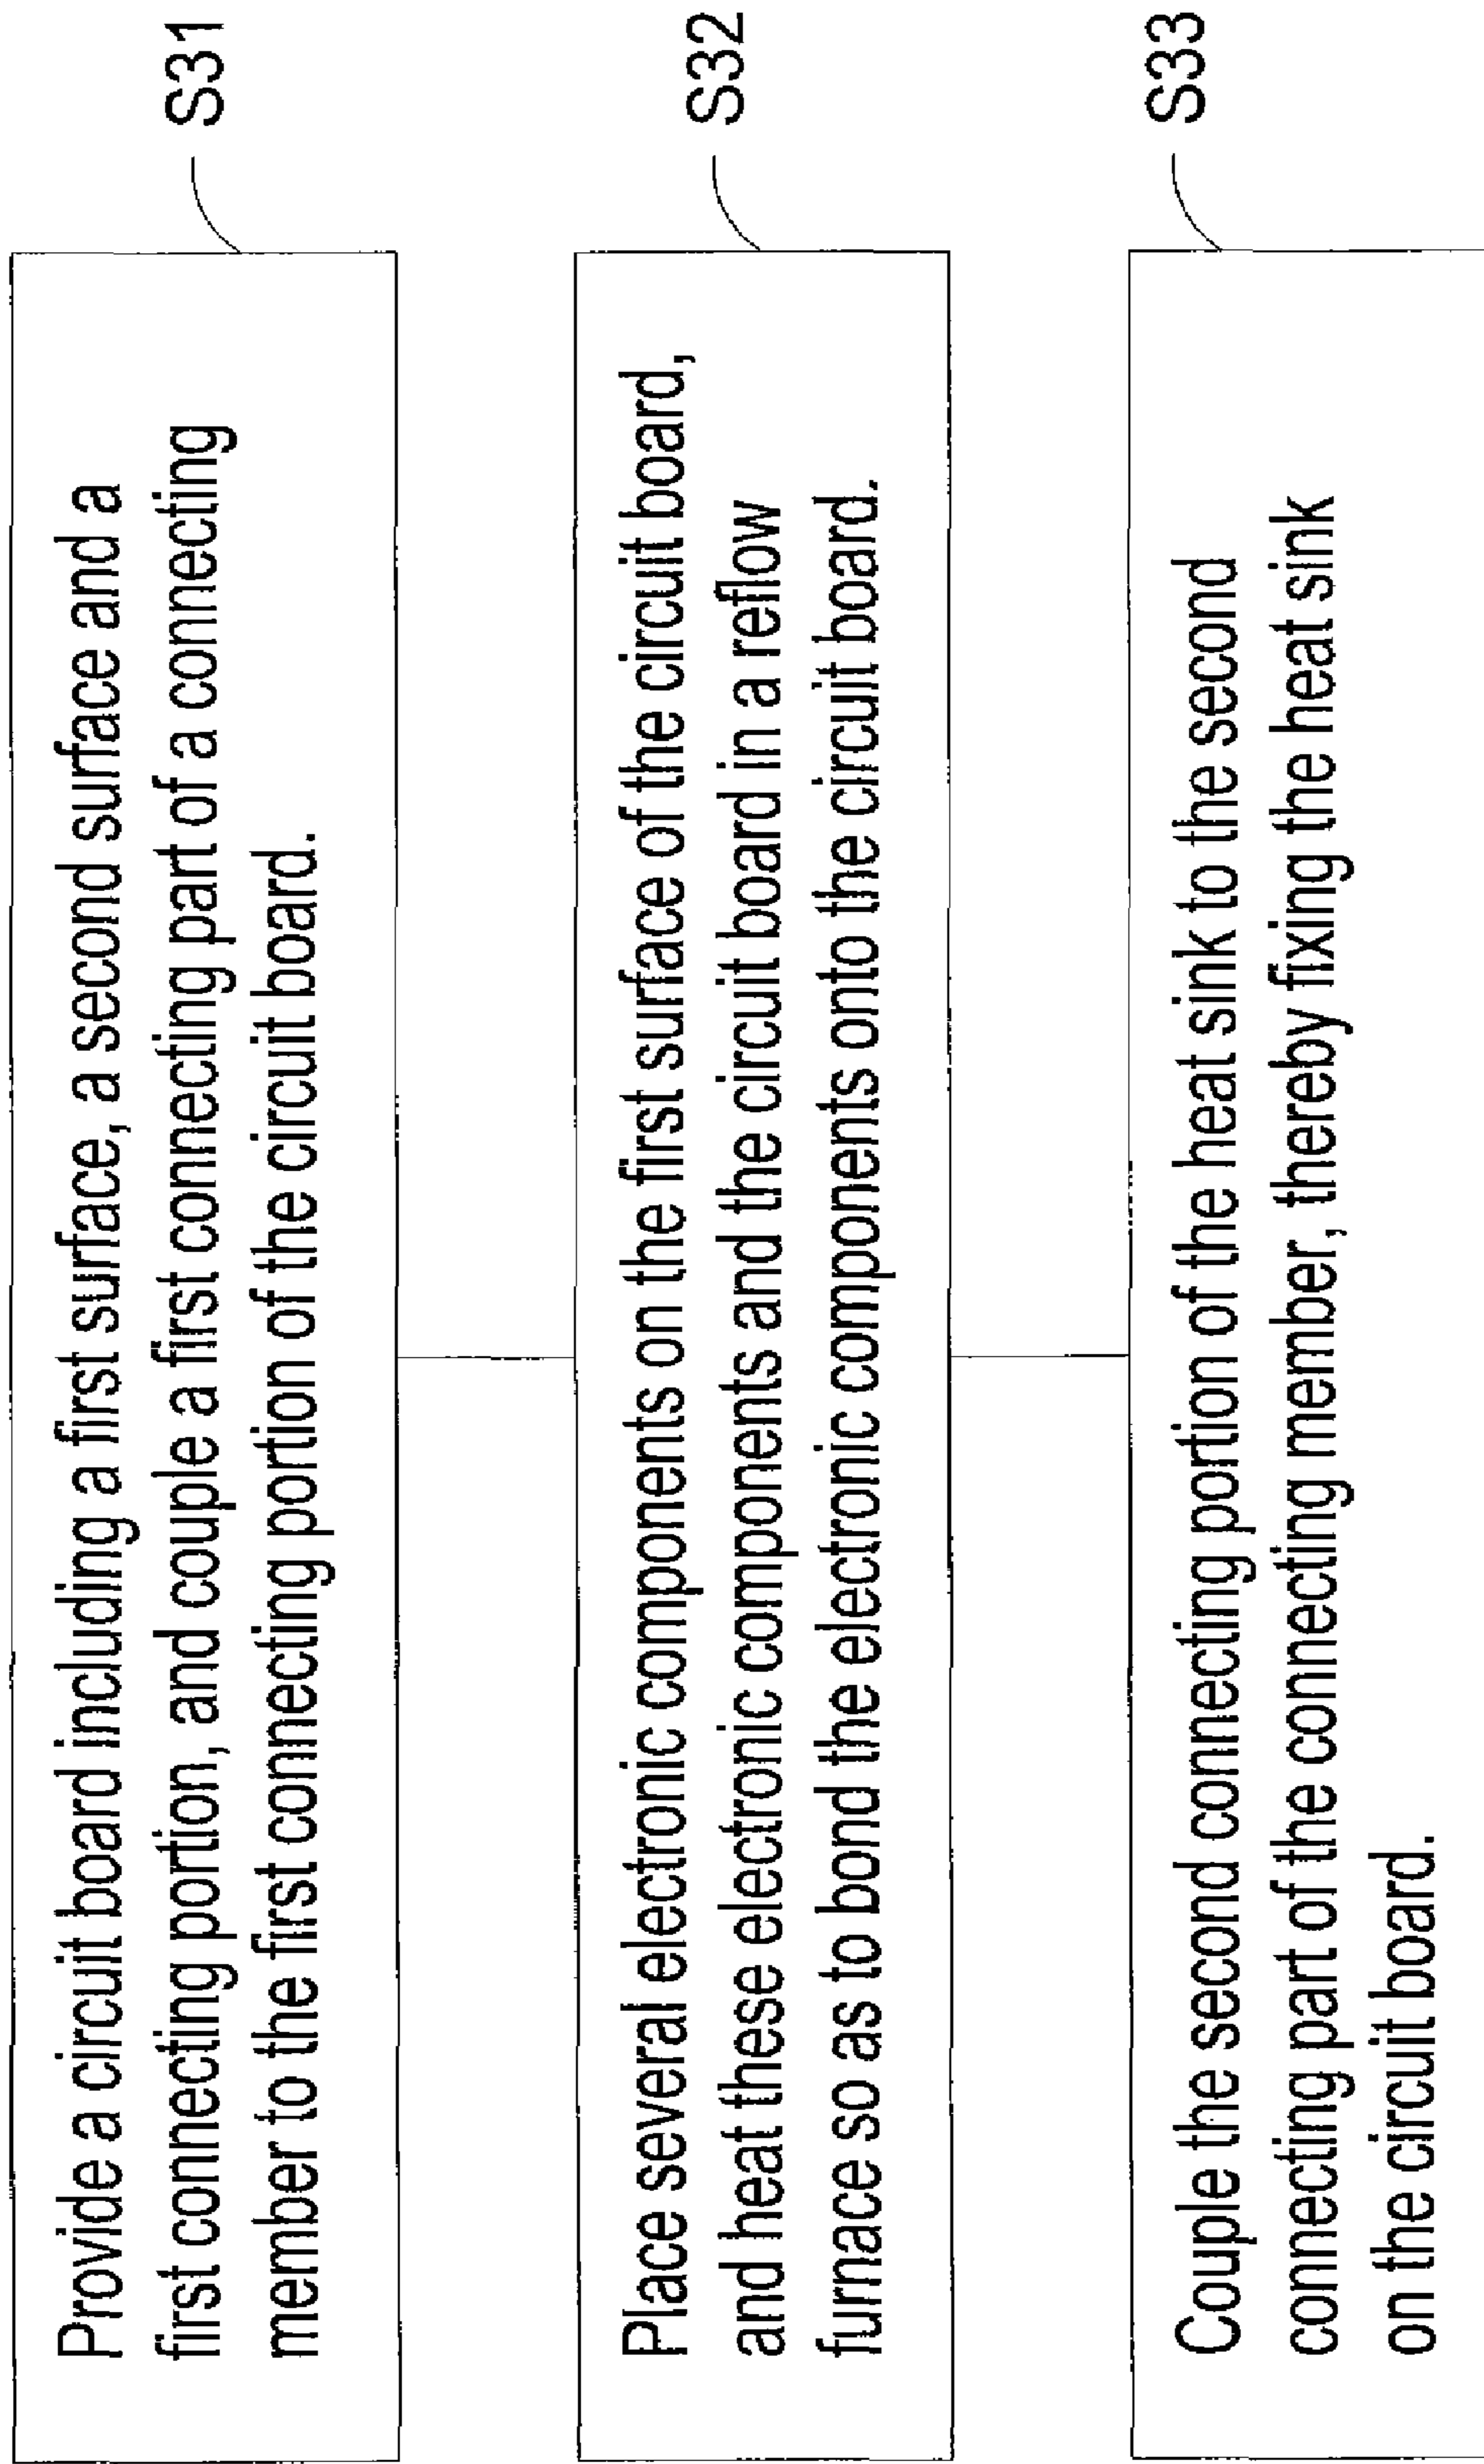 Provide a circuit board including a first surface, a second surface and a
first connecting portion, and couple a first connecting part of a connecting
member to the first connecting portion of the circuit board.
S31
Place several electronic components on the first surface of the circuit board,
and heat these electronic components and the circuit board in a reflow
furnace so as to bond the electronic components onto the circuit board.
S32
Couple the second connecting portion of the heat sink to the second
connecting part of the connecting member, thereby fixing the heat sink
on the circuit board.
S33